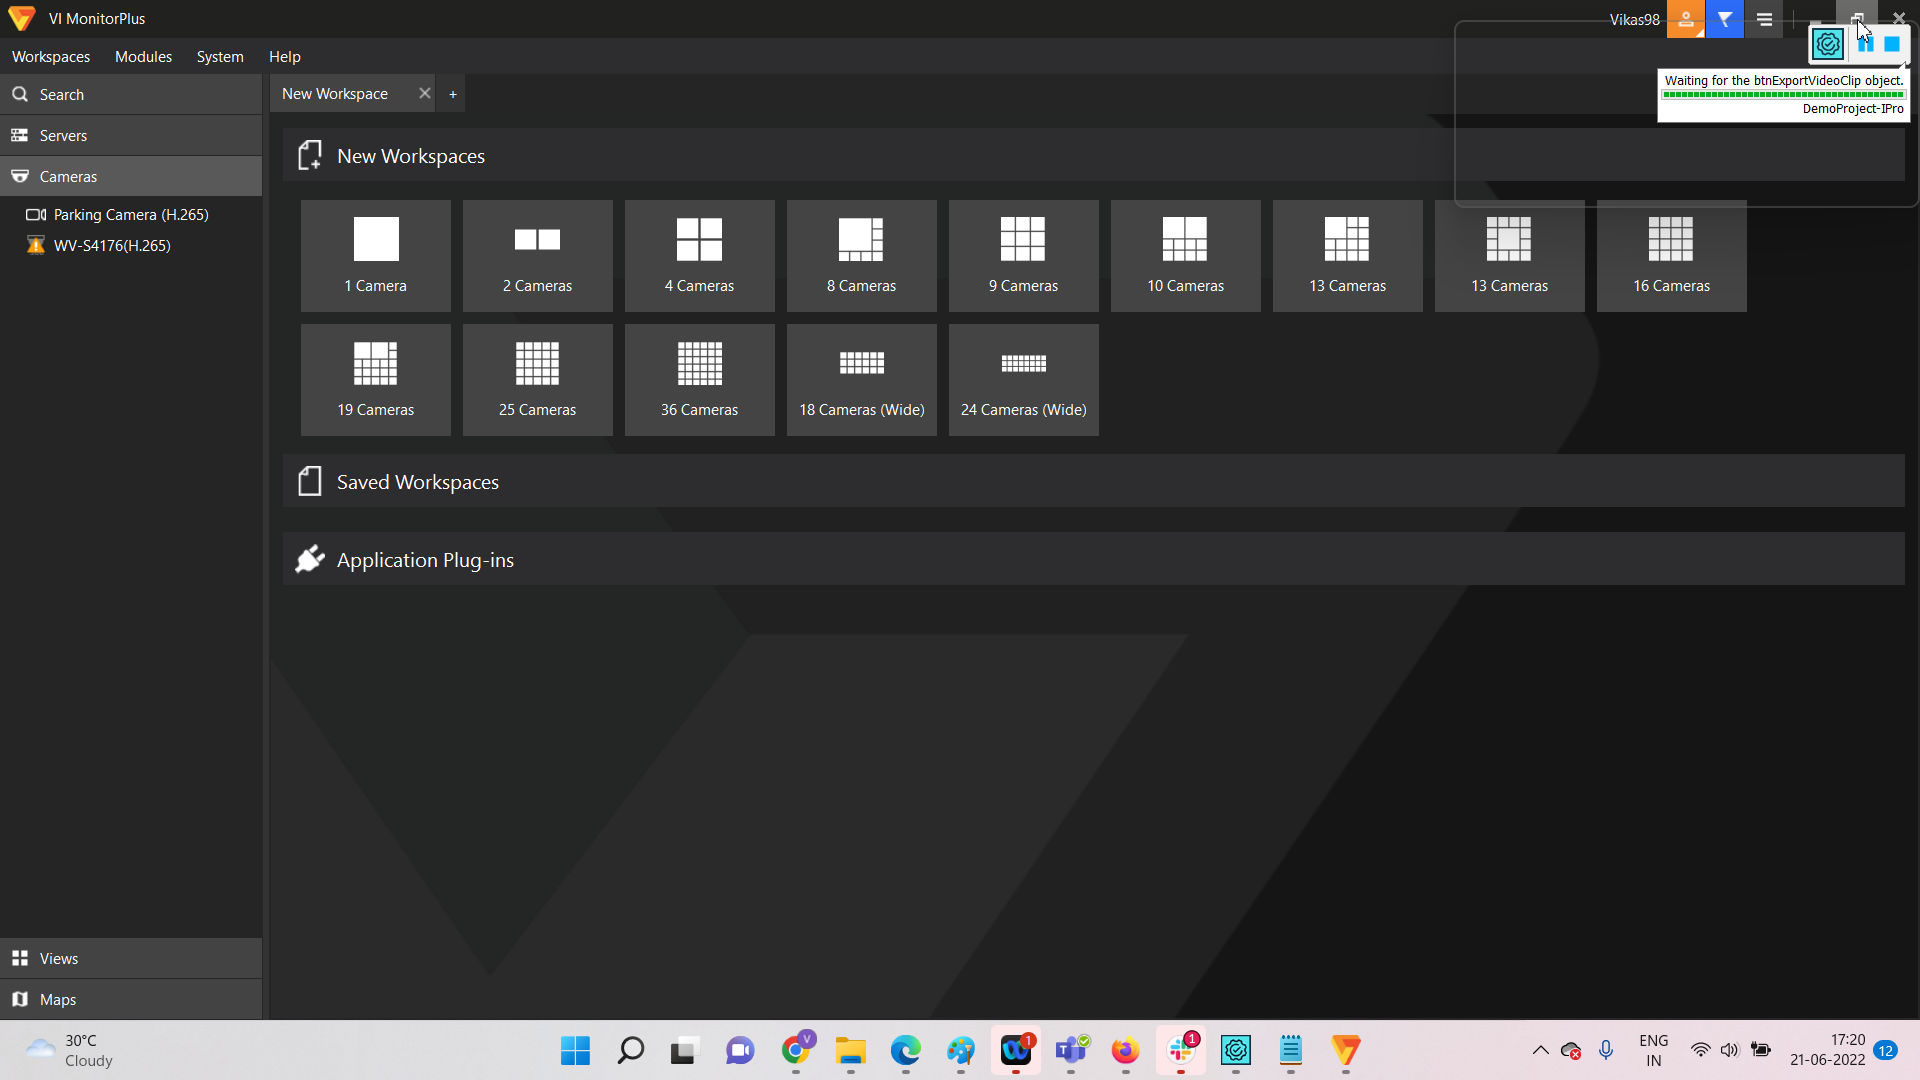 VI MonitorPlus
Vikas98
Workspaces Modules System Help
Waiting for the btnExportVideoClip object.
DemoProject-IPro
Search
New Workspace +
Servers
Cameras
New Workspaces
Parking Camera (H.265)
WV-S4176(H.265)
1 Camera
2 Cameras
4 Cameras
8 Cameras
9 Cameras
10 Cameras
13 Cameras
13 Cameras
16 Cameras
19 Cameras
25 Cameras
36 Cameras
18 Cameras (Wide)
24 Cameras (Wide)
Saved Workspaces
Application Plug-ins
Views
Maps
30°C
Cloudy
V
1
1
ENG
IN
17:20
21-06-2022
12